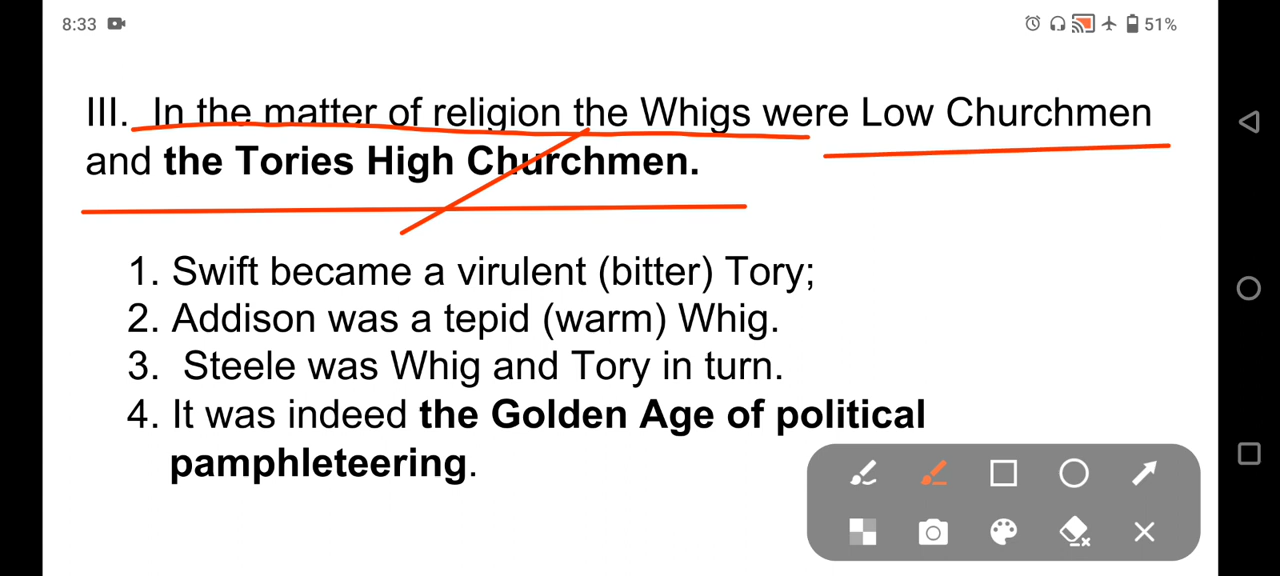 8:33
51%
III. In the matter of religion the Whigs were Low Churchmen
and the Tories High Churchmen.
1. Swift became a virulent (bitter) Tory;
2. Addison was a tepid (warm) Whig.
3. Steele was Whig and Tory in turn.
4. It was indeed the Golden Age of political
pamphleteering.